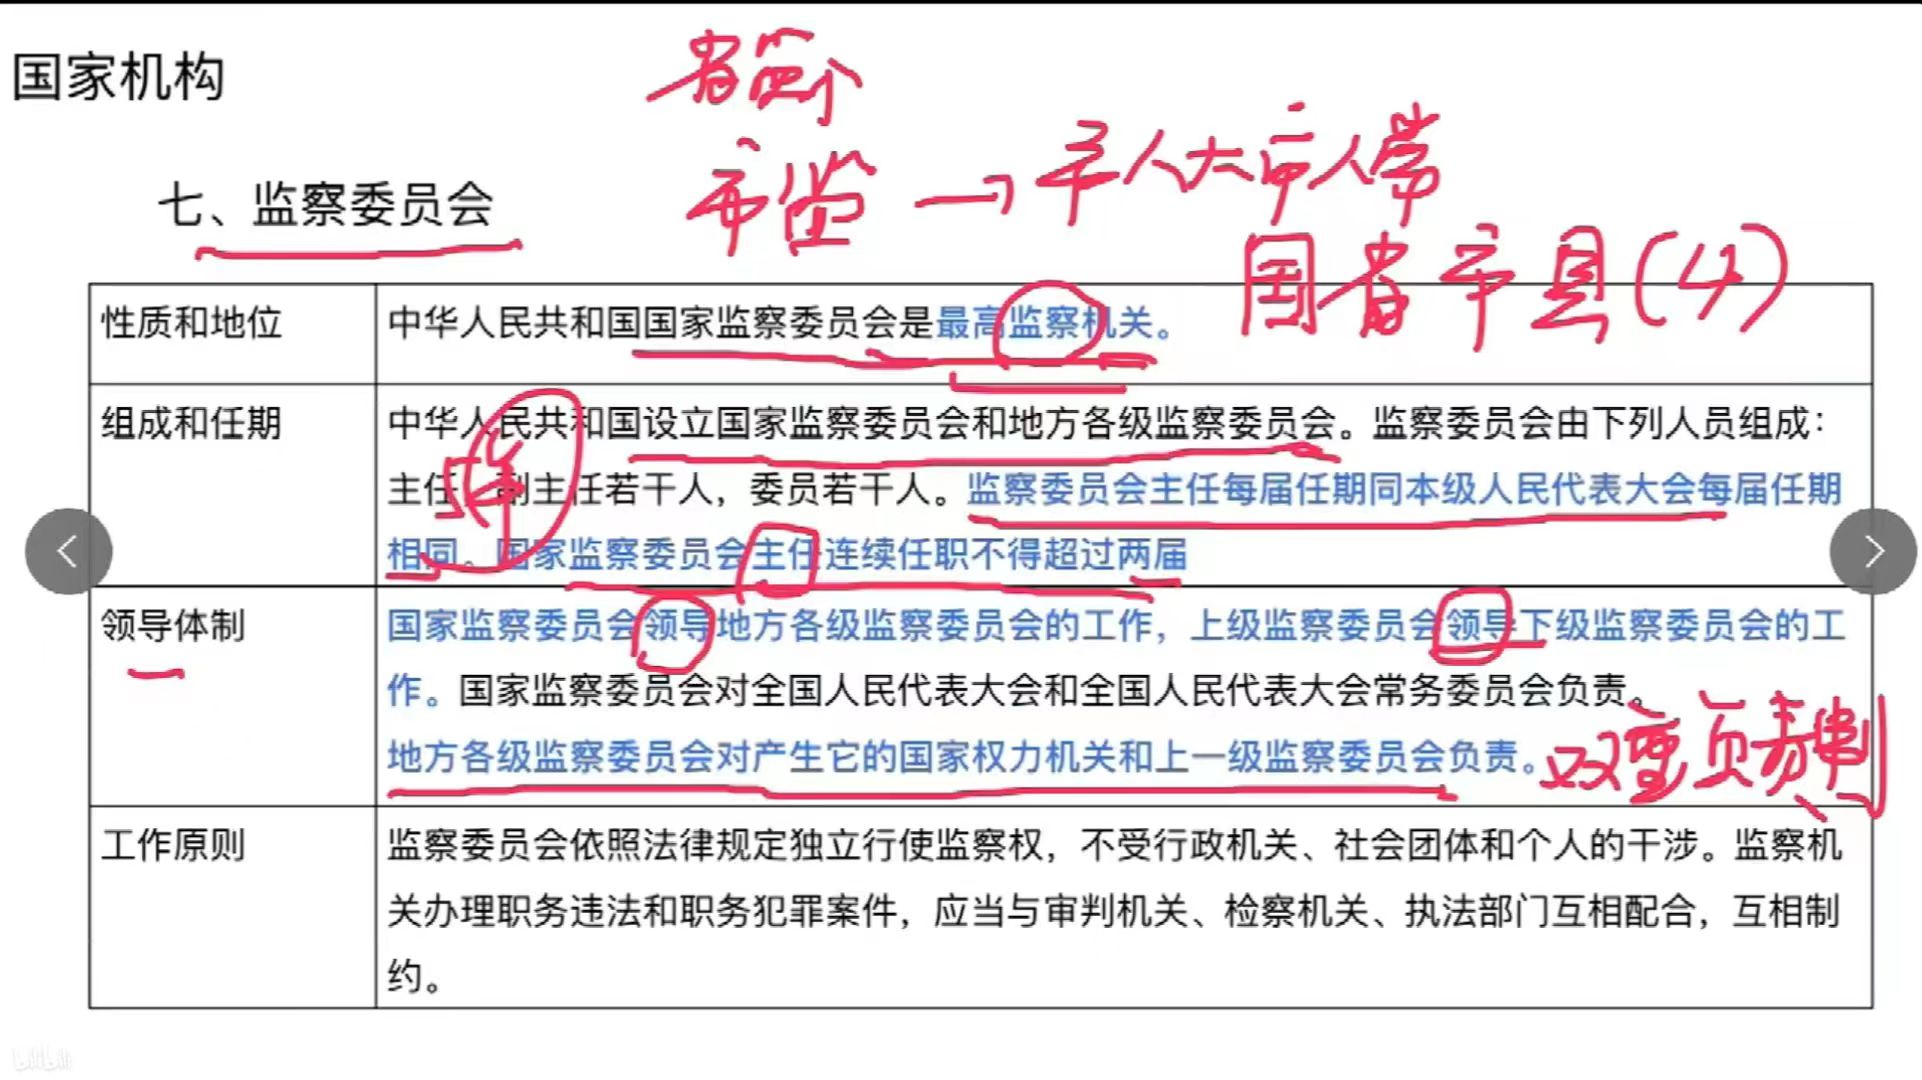 国家机构
省监
市监 → 市人大 市人常
七、监察委员会
国 省 市 县 (4)
性质和地位
中华人民共和国国家监察委员会是最高监察机关。
组成和任期
中华人民共和国设立国家监察委员会和地方各级监察委员会。监察委员会由下列人员组成：
主任，副主任若干人，委员若干人。监察委员会主任每届任期同本级人民代表大会每届任期
相同。国家监察委员会主任连续任职不得超过两届
5年
领导体制
国家监察委员会领导地方各级监察委员会的工作，上级监察委员会领导下级监察委员会的工
作。国家监察委员会对全国人民代表大会和全国人民代表大会常务委员会负责。
地方各级监察委员会对产生它的国家权力机关和上一级监察委员会负责。
双重负责制
工作原则
监察委员会依照法律规定独立行使监察权，不受行政机关、社会团体和个人的干涉。监察机
关办理职务违法和职务犯罪案件，应当与审判机关、检察机关、执法部门互相配合，互相制
约。
bilibili